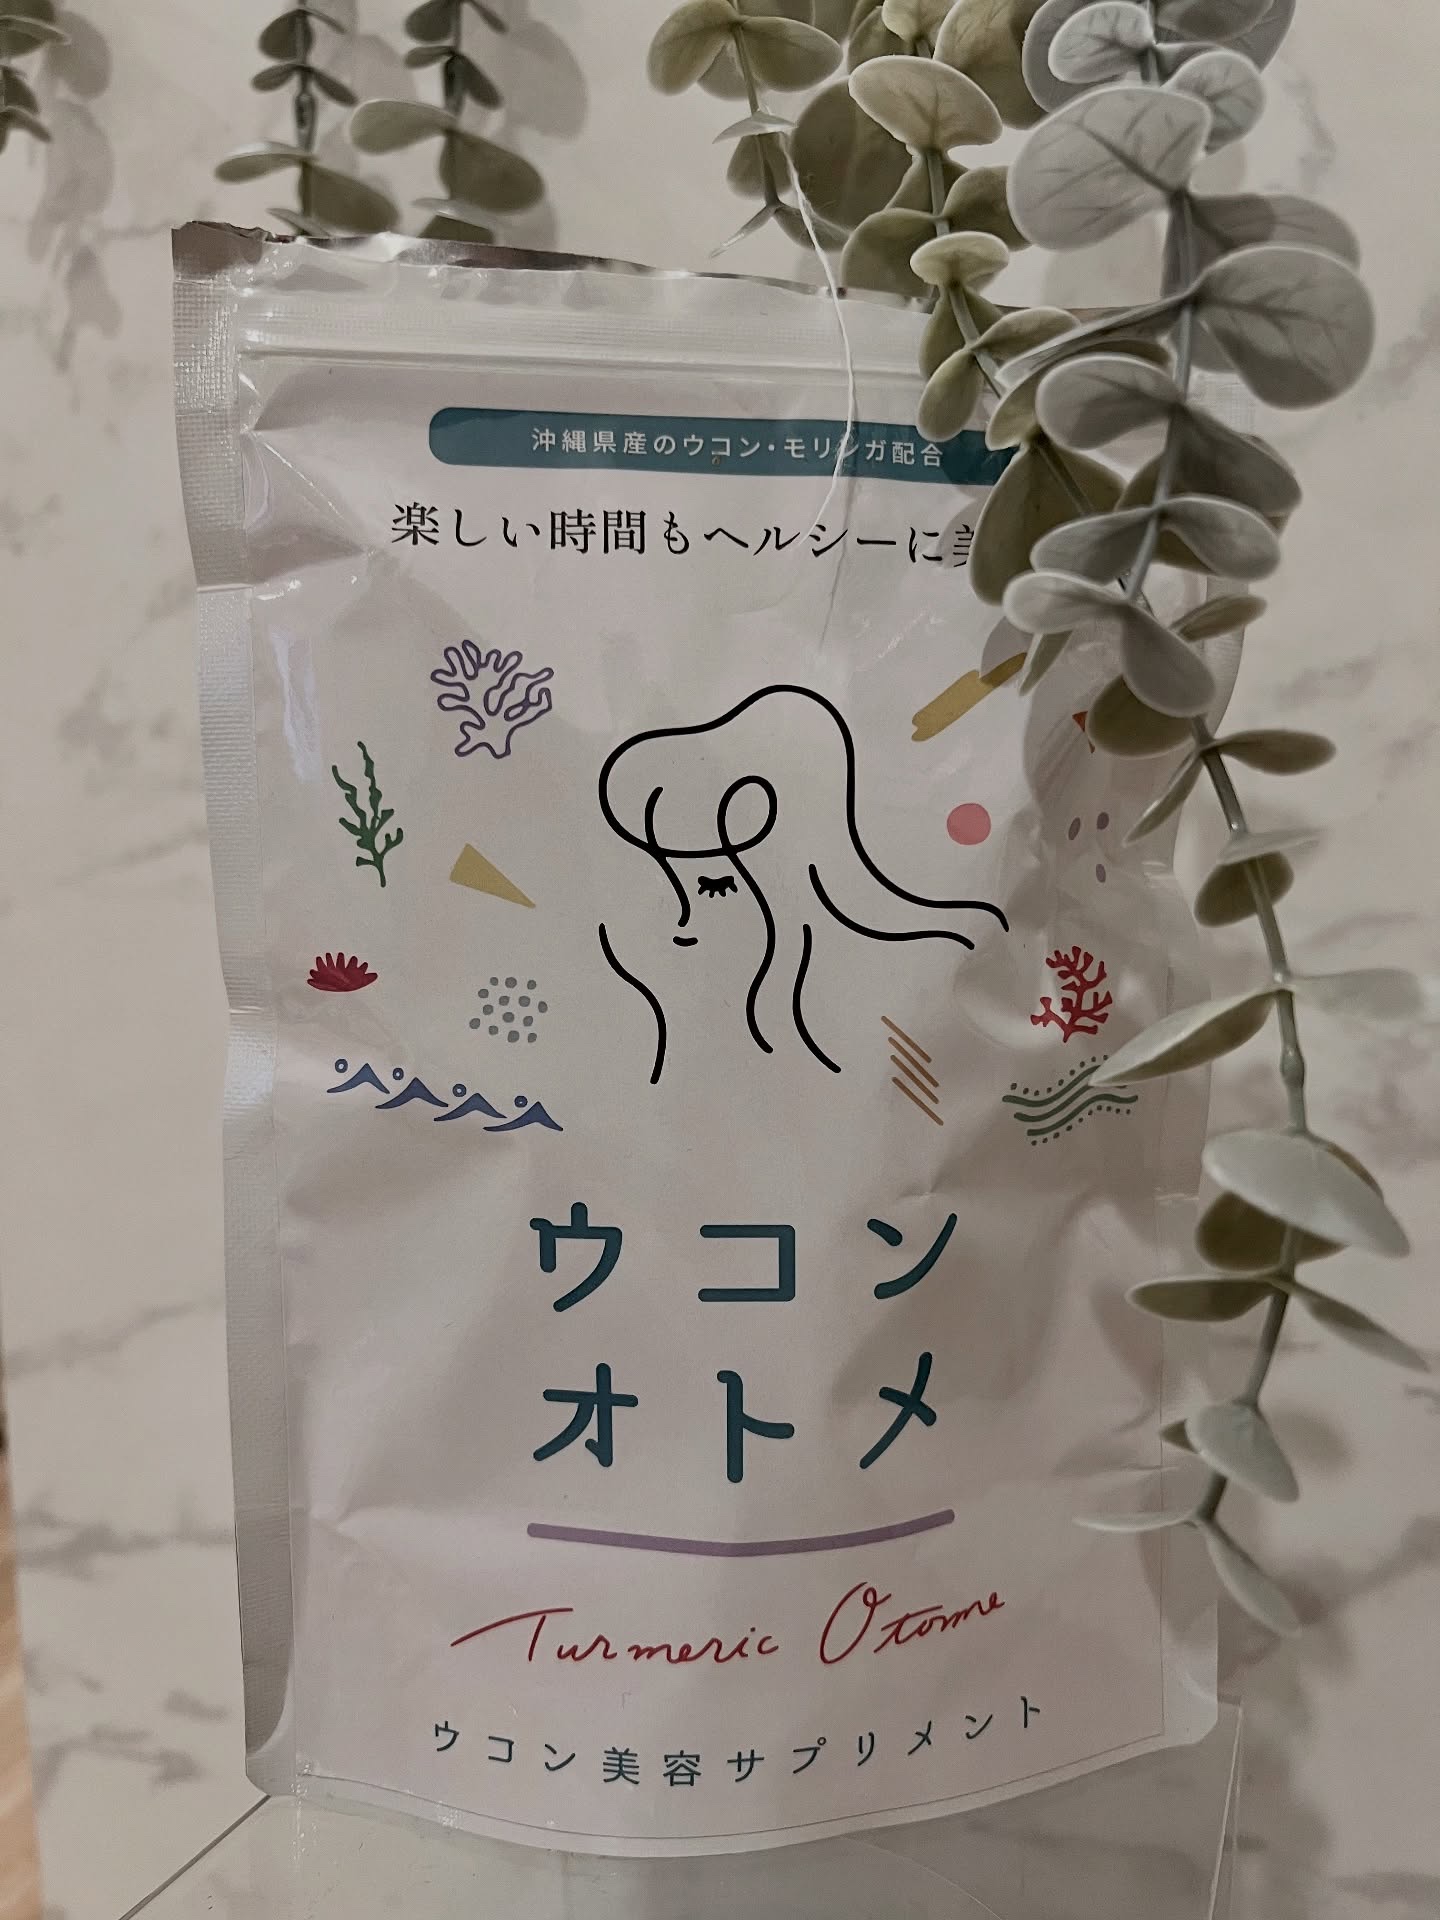 沖縄県産のウコン・モリンガ配合
楽しい時間もヘルシーに
ウコン
オトメ
Turmeric Otome
ウコン美容サプリメント